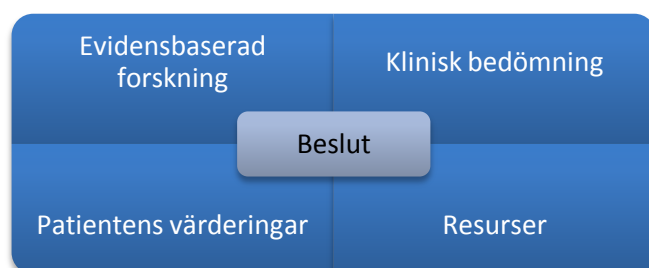 Evidensbaserad
forskning
Klinisk bedömning
Beslut
Patientens värderingar
Resurser